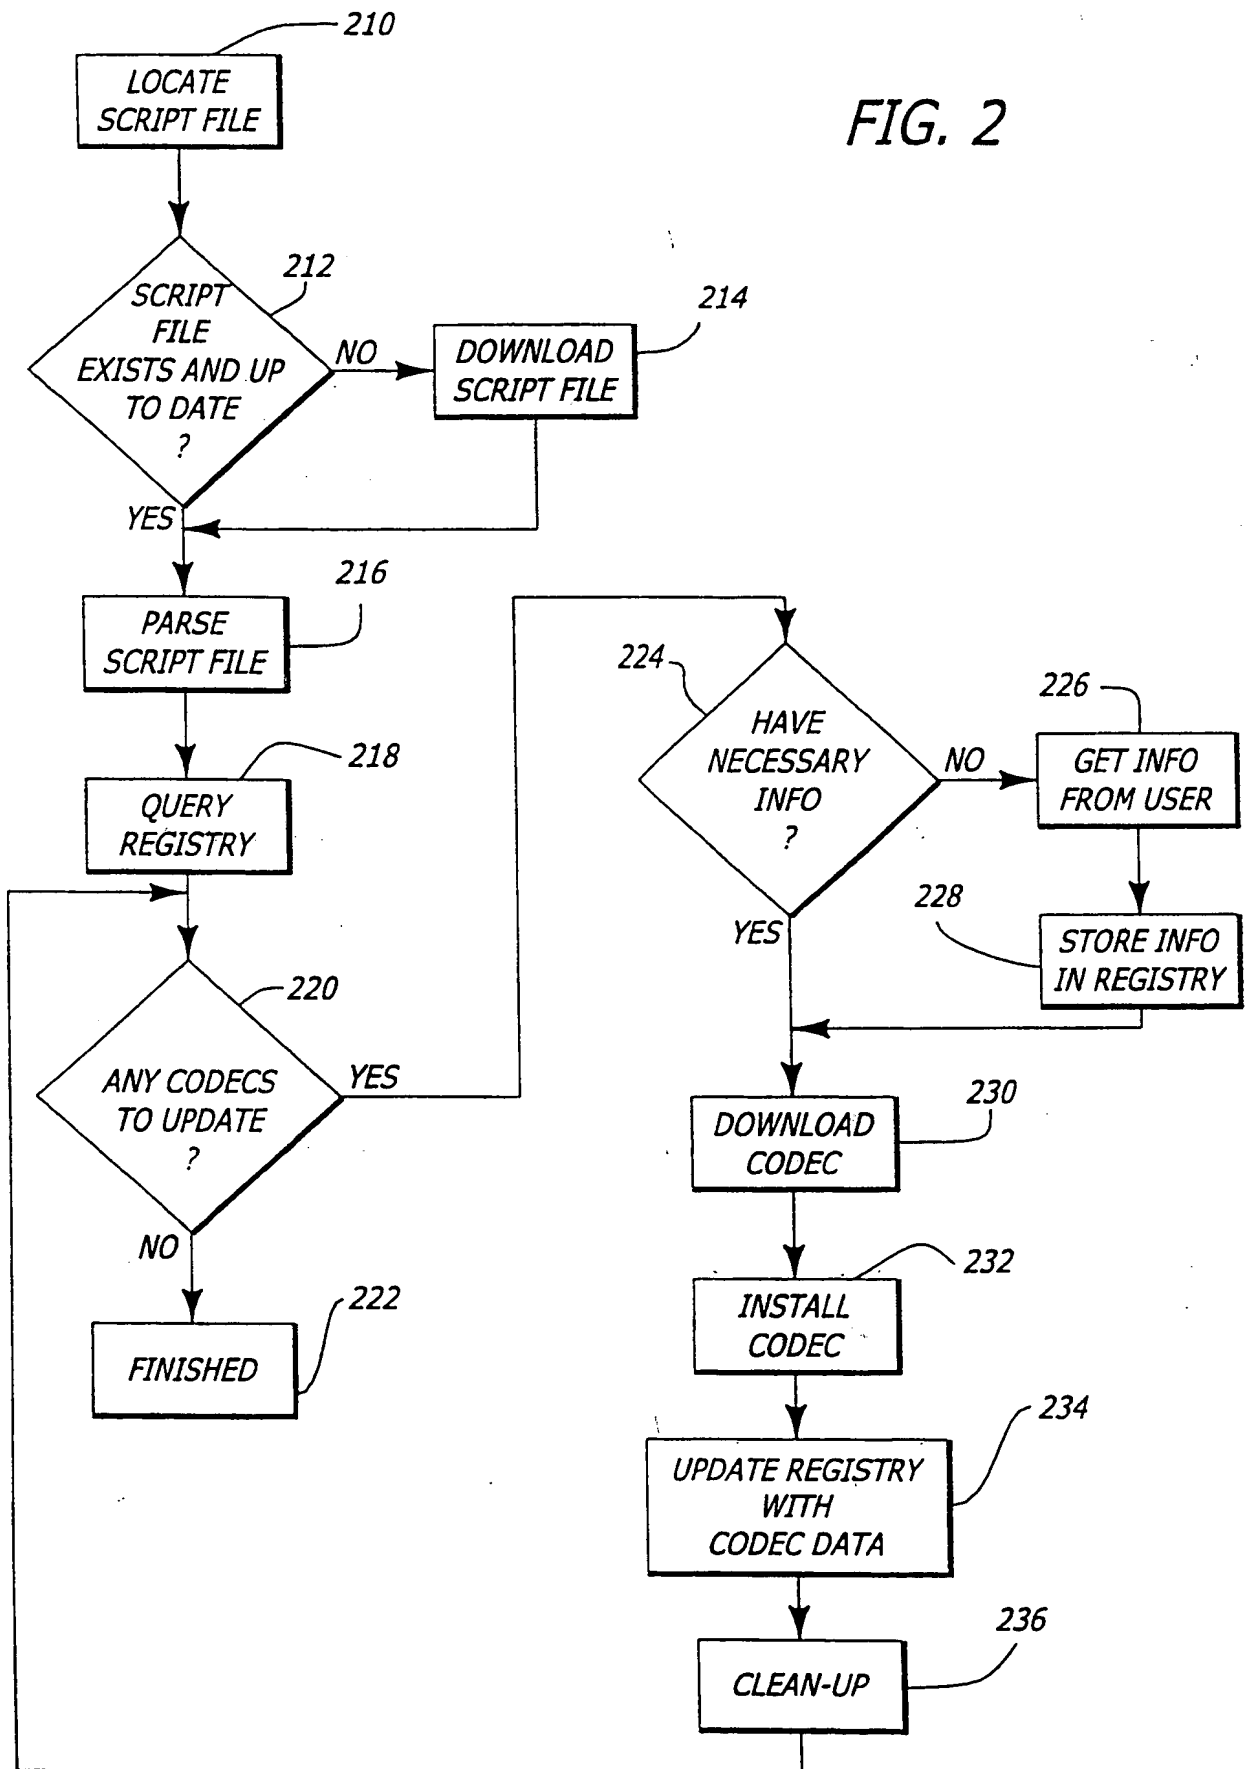 210
LOCATE
SCRIPT FILE
FIG. 2
212
SCRIPT
FILE
EXISTS AND UP
TO DATE
?
NO
214
DOWNLOAD
SCRIPT FILE
YES
216
PARSE
SCRIPT FILE
218
QUERY
REGISTRY
220
ANY CODECS
TO UPDATE
?
YES
NO
222
FINISHED
224
HAVE
NECESSARY
INFO
?
NO
226
GET INFO
FROM USER
228
STORE INFO
IN REGISTRY
YES
230
DOWNLOAD
CODEC
232
INSTALL
CODEC
234
UPDATE REGISTRY
WITH
CODEC DATA
236
CLEAN-UP